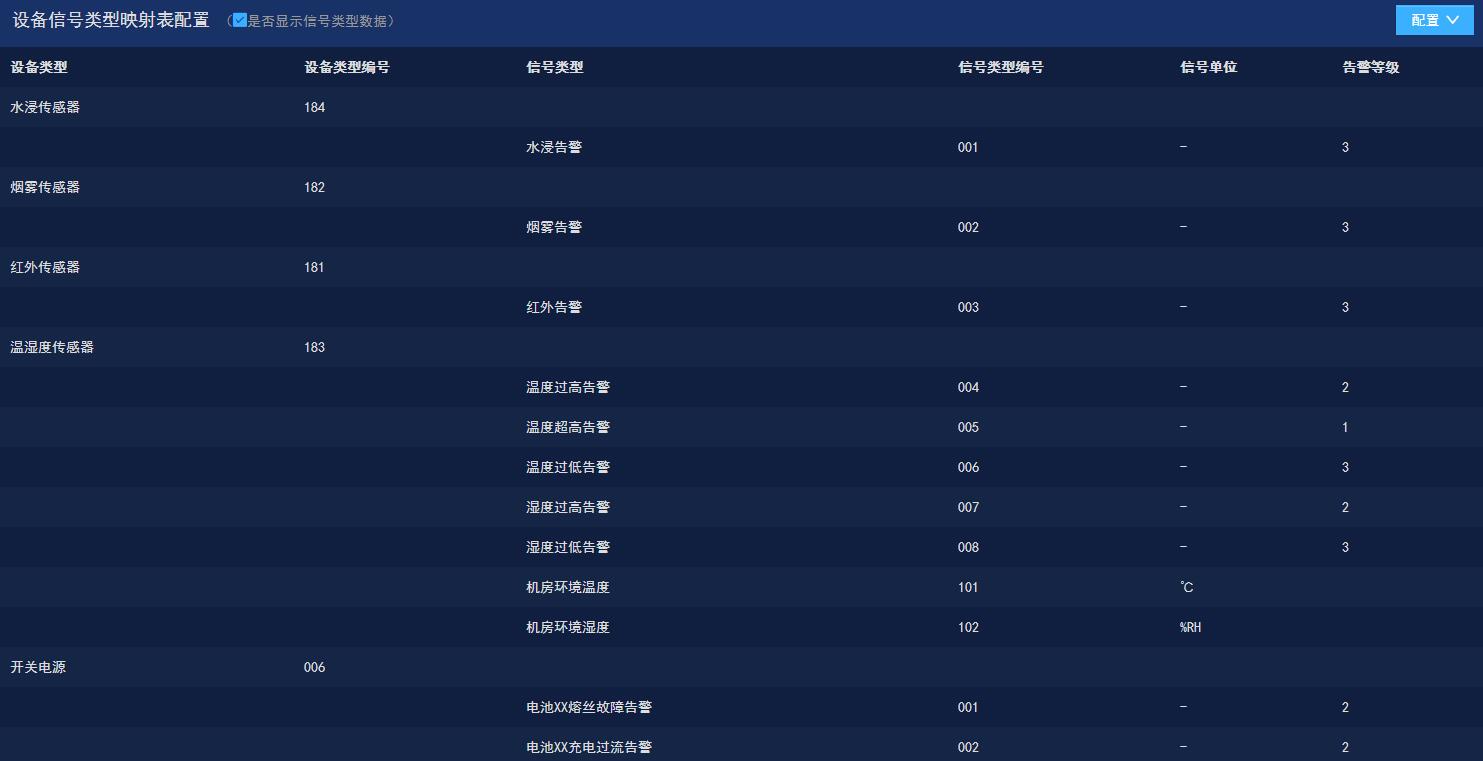 设备信号类型映射表配置 （是否显示信号类型数据） 配置
设备类型 设备类型编号 信号类型 信号类型编号 信号单位 告警等级
水浸传感器 184
水浸告警 001 - 3
烟雾传感器 182
烟雾告警 002 - 3
红外传感器 181
红外告警 003 - 3
温湿度传感器 183
温度过高告警 004 - 2
温度超高告警 005 - 1
温度过低告警 006 - 3
湿度过高告警 007 - 2
湿度过低告警 008 - 3
机房环境温度 101 ℃
机房环境湿度 102 %RH
开关电源 006
电池XX熔丝故障告警 001 - 2
电池XX充电过流告警 002 - 2